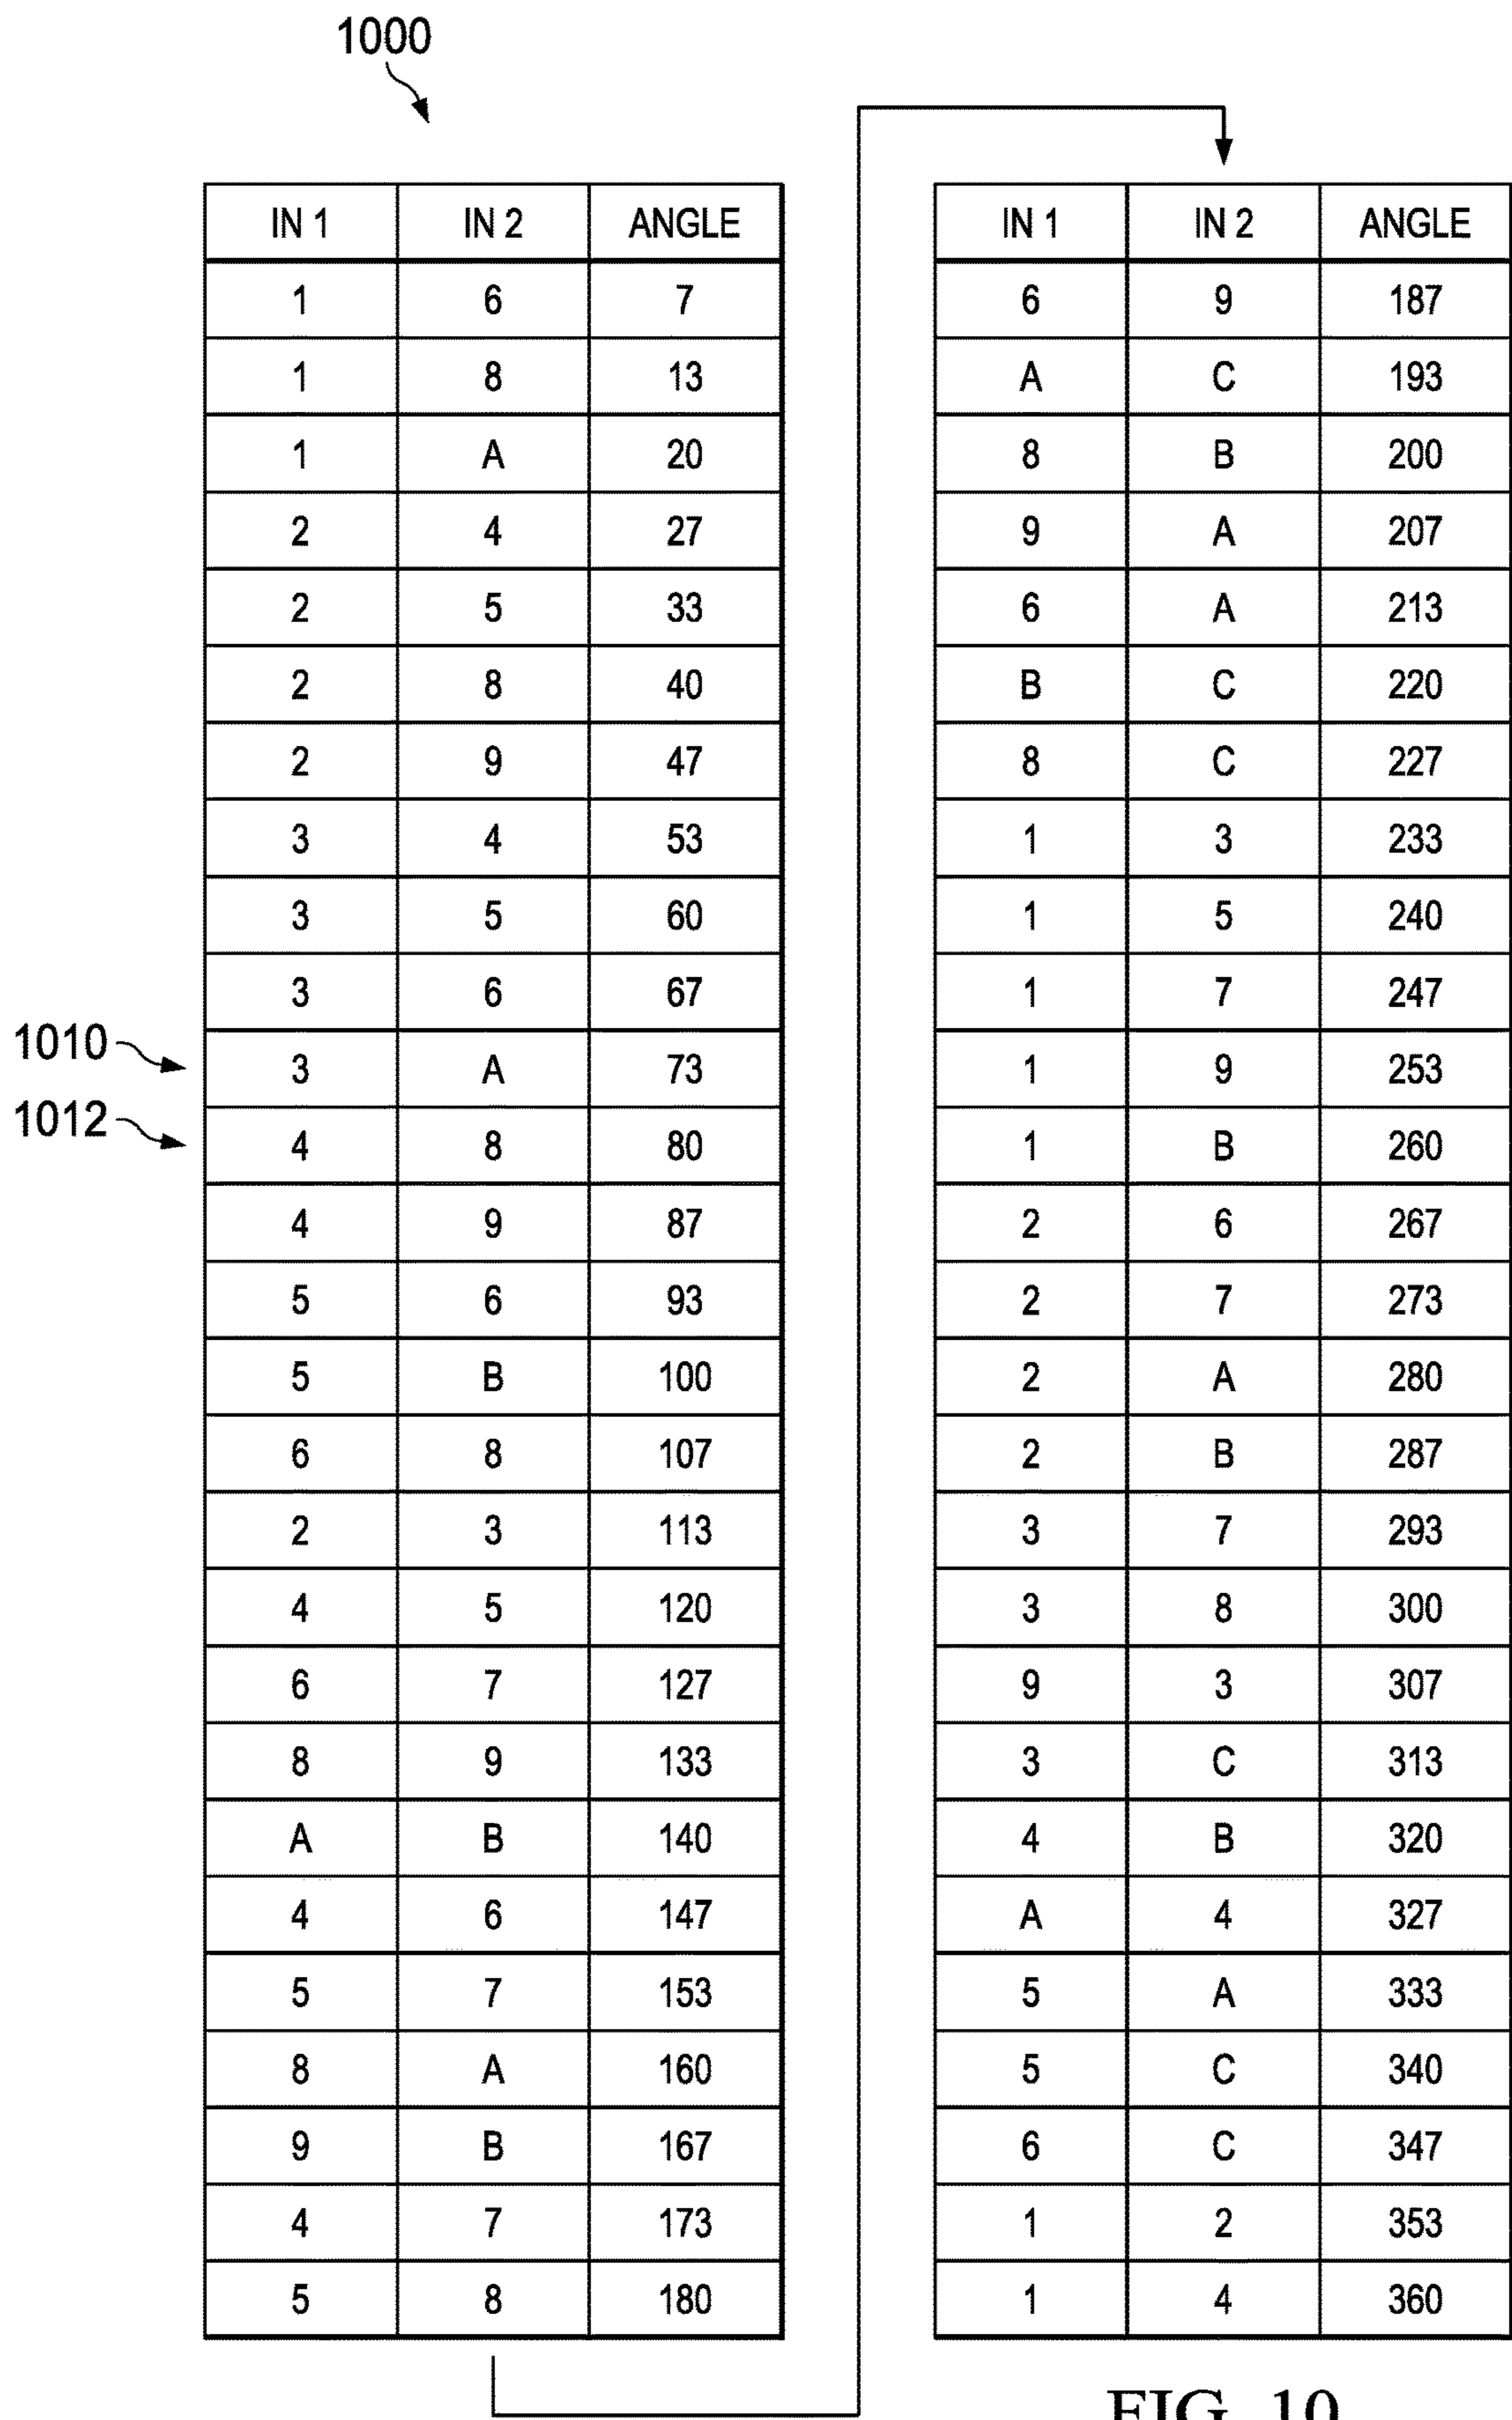 1000
IN 1 IN 2 ANGLE
1 6 7
1 8 13
1 A 20
2 4 27
2 5 33
2 8 40
2 9 47
3 4 53
3 5 60
3 6 67
1010 3 A 73
1012 4 8 80
4 9 87
5 6 93
5 B 100
6 8 107
2 3 113
4 5 120
6 7 127
8 9 133
A B 140
4 6 147
5 7 153
8 A 160
9 B 167
4 7 173
5 8 180
IN 1 IN 2 ANGLE
6 9 187
A C 193
8 B 200
9 A 207
6 A 213
B C 220
8 C 227
1 3 233
1 5 240
1 7 247
1 9 253
1 B 260
2 6 267
2 7 273
2 A 280
2 B 287
3 7 293
3 8 300
9 3 307
3 C 313
4 B 320
A 4 327
5 A 333
5 C 340
6 C 347
1 2 353
1 4 360
FIG. 10